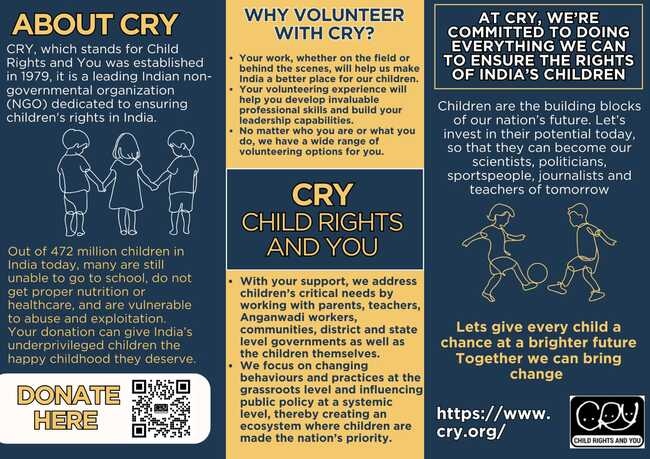 ABOUT CRY
CRY, which stands for Child
Rights and You was established
in 1979, it is a leading Indian non-
governmental organization
(NGO) dedicated to ensuring
children's rights in India.
Out of 472 million children in
India today, many are still
unable to go to school, do not
get proper nutrition or
healthcare, and are vulnerable
to abuse and exploitation.
Your donation can give India's
underprivileged children the
happy childhood they deserve.
DONATE
HERE
WHY VOLUNTEER
WITH CRY?
• Your work, whether on the field or
behind the scenes, will help us make
India a better place for our children.
• Your volunteering experience will
help you develop invaluable
professional skills and build your
leadership capabilities.
• No matter who you are or what you
do, we have a wide range of
volunteering options for you.
CRY
CHILD RIGHTS
AND YOU
• With your support, we address
children's critical needs by
working with parents, teachers,
Anganwadi workers,
communities, district and state
level governments as well as
the children themselves.
• We focus on changing
behaviours and practices at the
grassroots level and influencing
public policy at a systemic
level, thereby creating an
ecosystem where children are
made the nation's priority.
AT CRY, WE'RE
COMMITTED TO DOING
EVERYTHING WE CAN
TO ENSURE THE RIGHTS
OF INDIA'S CHILDREN
Children are the building blocks
of our nation's future. Let's
invest in their potential today,
so that they can become our
scientists, politicians,
sportspeople, journalists and
teachers of tomorrow
Lets give every child a
chance at a brighter future
Together we can bring
change
https://www.
cry.org/
CRY
CHILD RIGHTS AND YOU